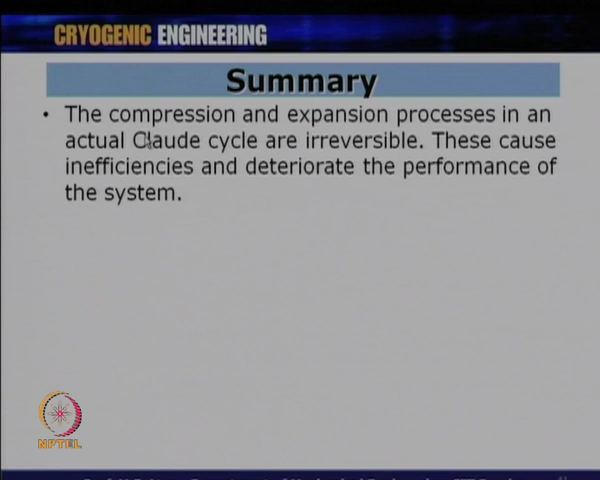 CRYOGENIC ENGINEERING
Summary
• The compression and expansion processes in an
actual Claude cycle are irreversible. These cause
inefficiencies and deteriorate the performance of
the system.
NPTEL